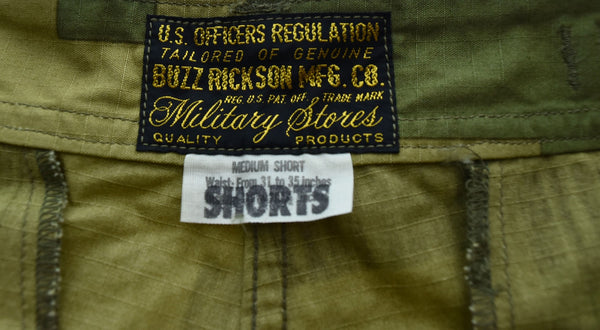 U.S. OFFICERS REGULATION
TAILORED OF GENUINE
BUZZ RICKSON MFG. CO.
REG. U.S. PAT. OFF. TRADE MARK
Military Stores
QUALITY PRODUCTS
MEDIUM SHORT
Waist: From 31 to 35 inches
SHORTS